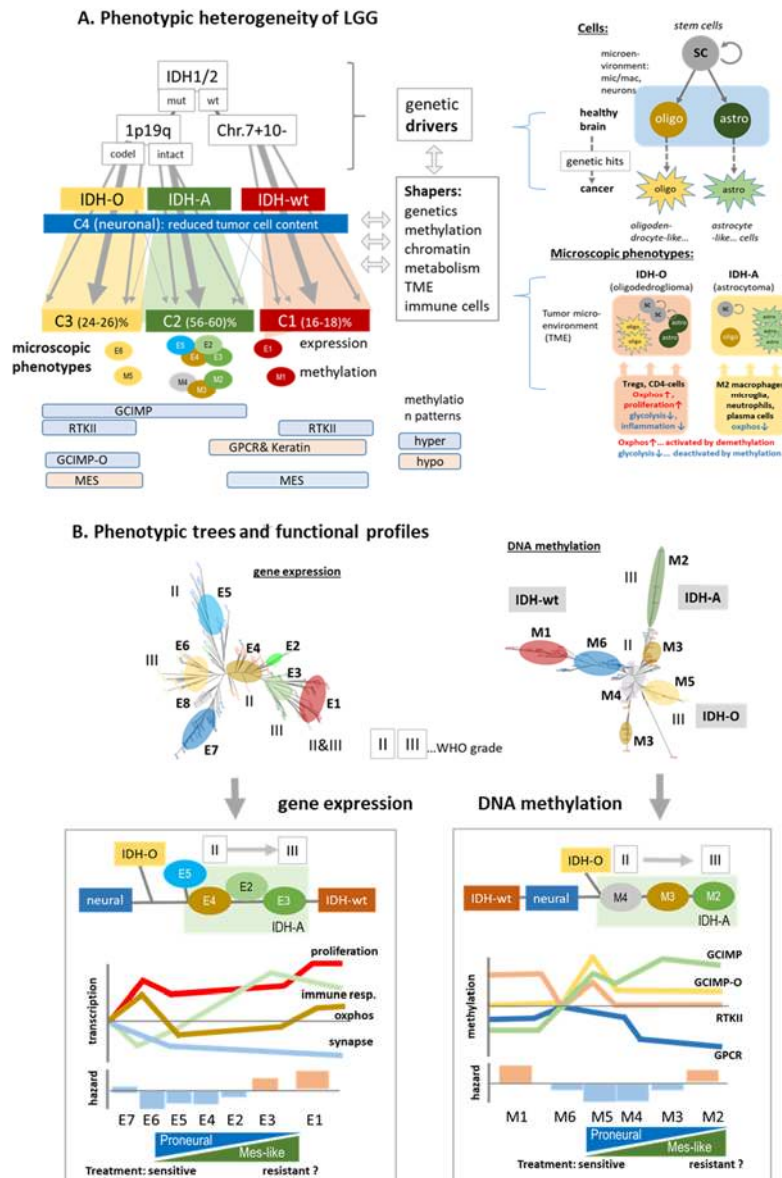 A. Phenotypic heterogeneity of LGG
IDH1/2
mut wt
1p19q
codel intact
Chr.7+10-
IDH-O IDH-A IDH-wt
C4 (neuronal): reduced tumor cell content
C3 (24-26)% C2 (56-60)% C1 (16-18)%
microscopic
phenotypes
E6
M5
E5 E2
E4 E3
M4 M2
M3
E1 expression
M1 methylation
GCIMP
RTKII RTKII
GPCR& Keratin
GCIMP-O
MES MES
methylatio
n patterns
hyper
hypo
genetic
drivers
Shapers:
genetics
methylation
chromatin
metabolism
TME
immune cells
Cells:
stem cells
SC
microen-
vironment:
mic/mac,
neurons
healthy
brain
genetic hits
cancer
oligo astro
oligo astro
oligoden-
drocyte-like...
astrocyte
-like... cells
Microscopic phenotypes:
IDH-O
(oligodedroglioma)
IDH-A
(astrocytoma)
Tumor micro-
environment
(TME)
SC
SC
SC
oligo
oligo
astro
astro
SC
oligo
astro
astro
astro
Tregs, CD4-cells
Oxphos↑,
proliferation↑
glycolysis↓,
inflammation ↓
M2 macrophages
microglia,
neutrophils,
plasma cells
oxphos↓
Oxphos↑... activated by demethylation
glycolysis↓... deactivated by methylation
B. Phenotypic trees and functional profiles
gene expression
II
E5
E6
III
E4
E2
E3
E8
II
E1
E7
III
II&III
II III ...WHO grade
DNA methylation
M2
III
IDH-wt
IDH-A
M1
M6
II
M3
M4
M5
III
IDH-O
M3
gene expression
DNA methylation
II III
IDH-O
E5
neural
E4
E2
E3
IDH-wt
IDH-A
transcription
proliferation
immune resp.
oxphos
synapse
hazard
E7 E6 E5 E4 E2 E3 E1
Proneural
Mes-like
Treatment: sensitive resistant ?
IDH-O
II III
IDH-wt neural M4 M3 M2
IDH-A
methylation
GCIMP
GCIMP-O
RTKII
GPCR
hazard
M1 M6 M5 M4 M3 M2
Proneural
Mes-like
Treatment: sensitive resistant ?